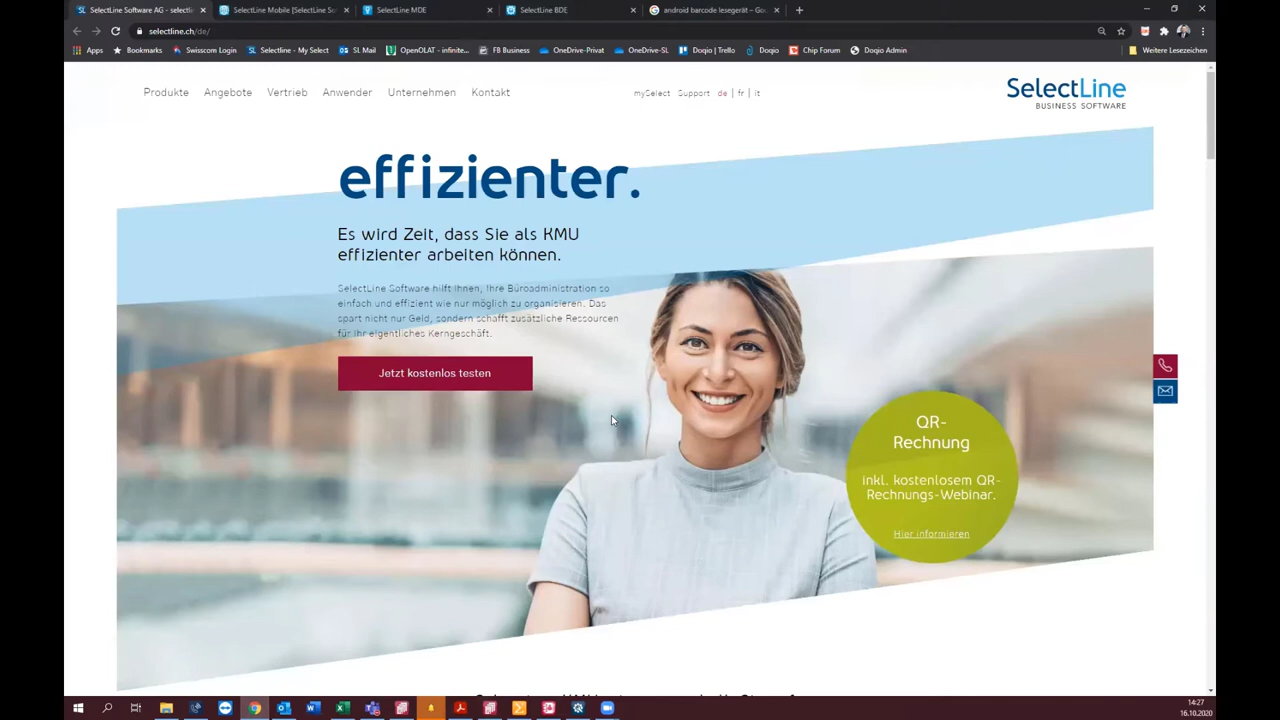 SelectLine Software AG - selectli
SelectLine Mobile [SelectLine Sof
SelectLine MDE
SelectLine BDE
android barcode lesegerät – Goo
selectline.ch/de/
Apps
Bookmarks
Swisscom Login
Selectline - My Select
SL Mail
OpenOLAT - infinite...
FB Business
OneDrive-Privat
OneDrive-SL
Doqio | Trello
Doqio
Chip Forum
Doqio Admin
Weitere Lesezeichen
Produkte Angebote Vertrieb Anwender Unternehmen Kontakt
mySelect Support de | fr | it
SelectLine
BUSINESS SOFTWARE
effizienter.
Es wird Zeit, dass Sie als KMU
effizienter arbeiten können.
SelectLine Software hilft Ihnen, Ihre Büroadministration so
einfach und effizient wie nur möglich zu organisieren. Das
spart nicht nur Geld, sondern schafft zusätzliche Ressourcen
für Ihr eigentliches Kerngeschäft.
Jetzt kostenlos testen
QR-
Rechnung
inkl. kostenlosem QR-
Rechnungs-Webinar.
Hier informieren
14:27
16.10.2020